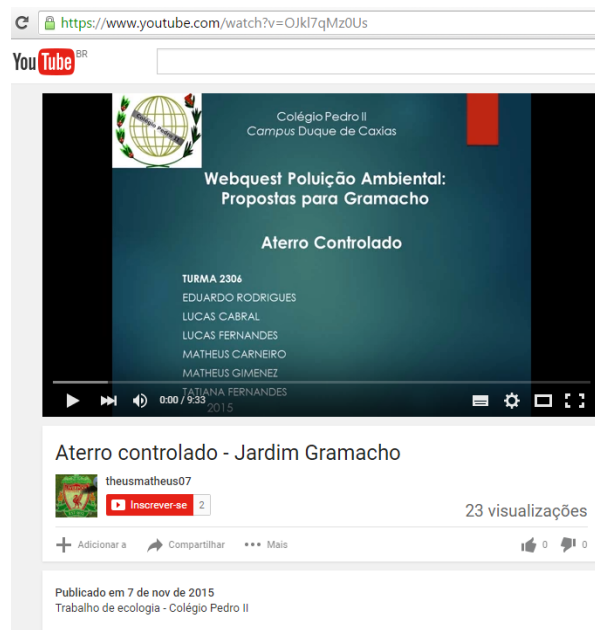 https://www.youtube.com/watch?v=OJkl7qMz0Us
YouTube BR
Colégio Pedro II
Colégio Pedro II
Campus Duque de Caxias
Webquest Poluição Ambiental:
Propostas para Gramacho
Aterro Controlado
TURMA 2306
EDUARDO RODRIGUES
LUCAS CABRAL
LUCAS FERNANDES
MATHEUS CARNEIRO
MATHEUS GIMENEZ
TATIANA FERNANDES
2015
0:00 / 9:33
Aterro controlado - Jardim Gramacho
theusmatheus07
Inscrever-se 2
23 visualizações
Adicionar a Compartilhar Mais 0 0
Publicado em 7 de nov de 2015
Trabalho de ecologia - Colégio Pedro II